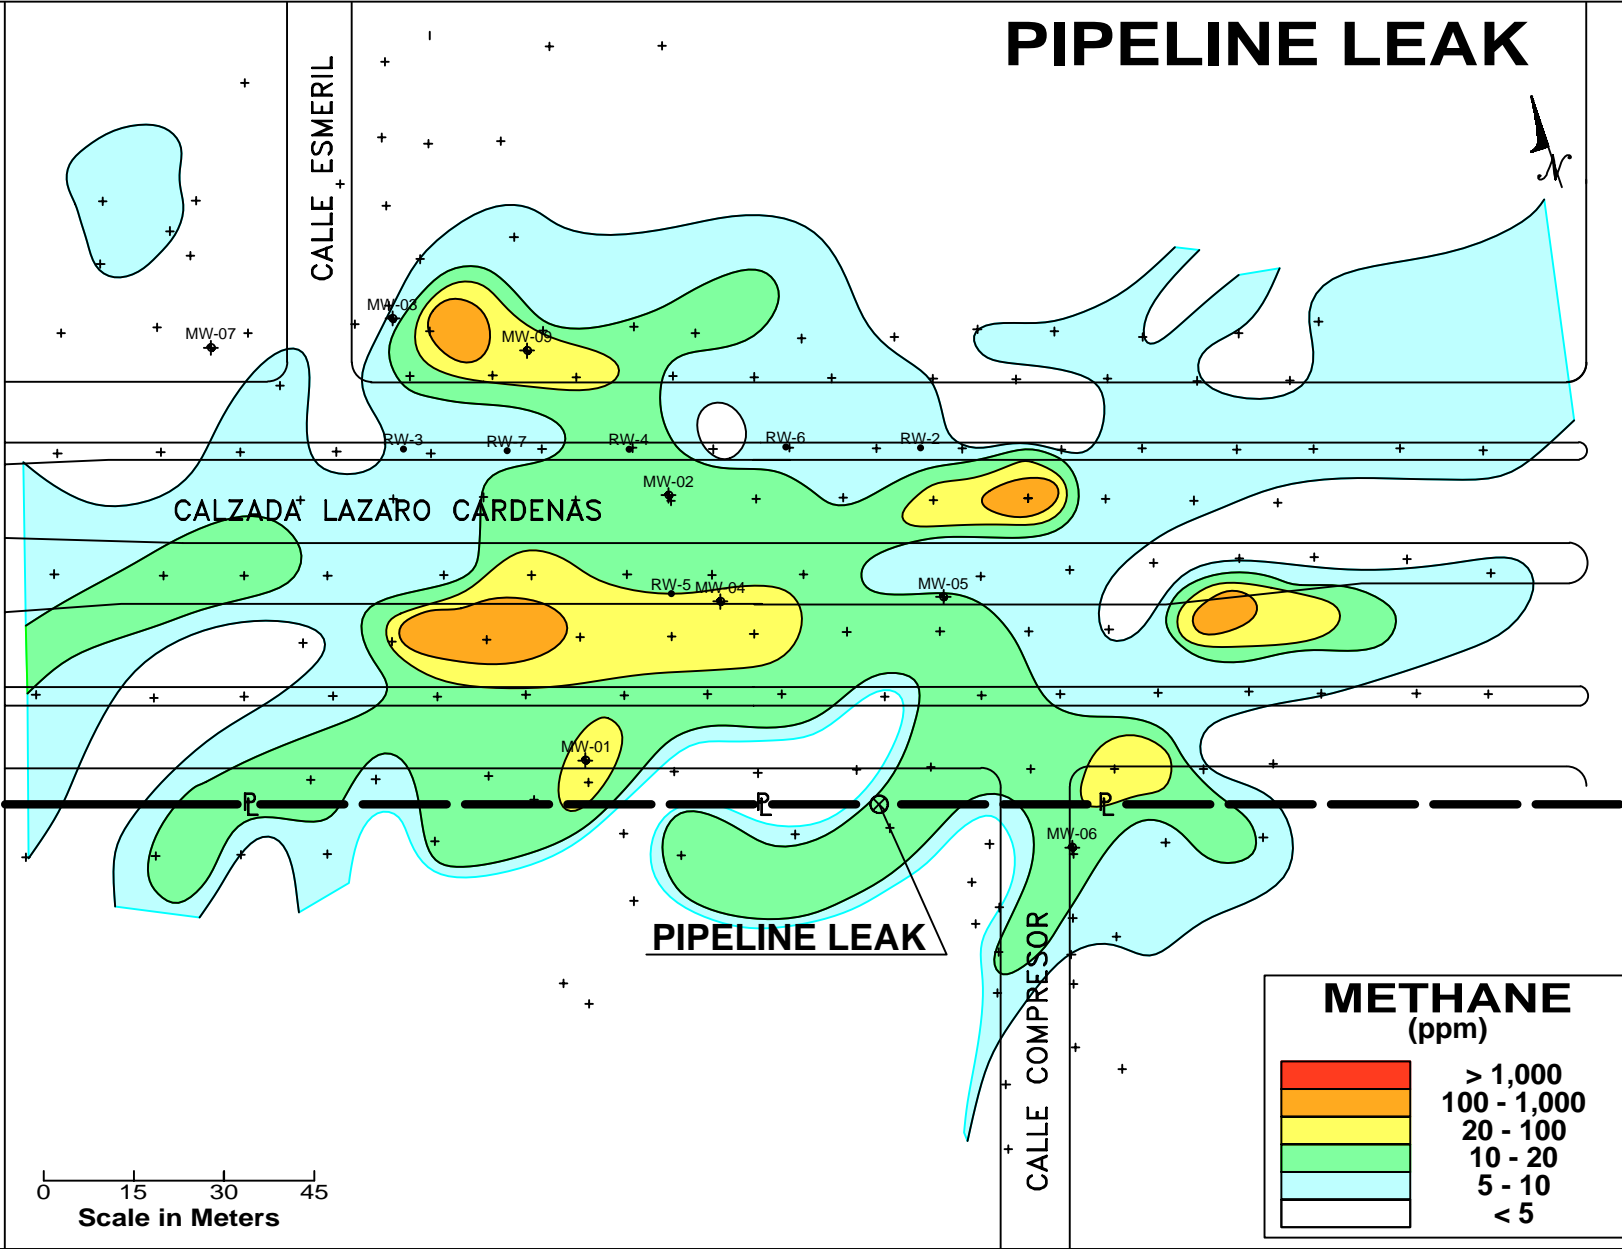 PIPELINE LEAK
CALLE ESMERIL
N
MW-03
MW-07
MW-09
RW-3
RW-7
RW-4
RW-6
RW-2
MW-02
CALZADA LAZARO CARDENAS
RW-5
MW-04
MW-05
MW-01
PL
PL
PL
MW-06
PIPELINE LEAK
CALLE COMPRESOR
METHANE
(ppm)
> 1,000
100 - 1,000
20 - 100
10 - 20
5 - 10
< 5
0 15 30 45
Scale in Meters